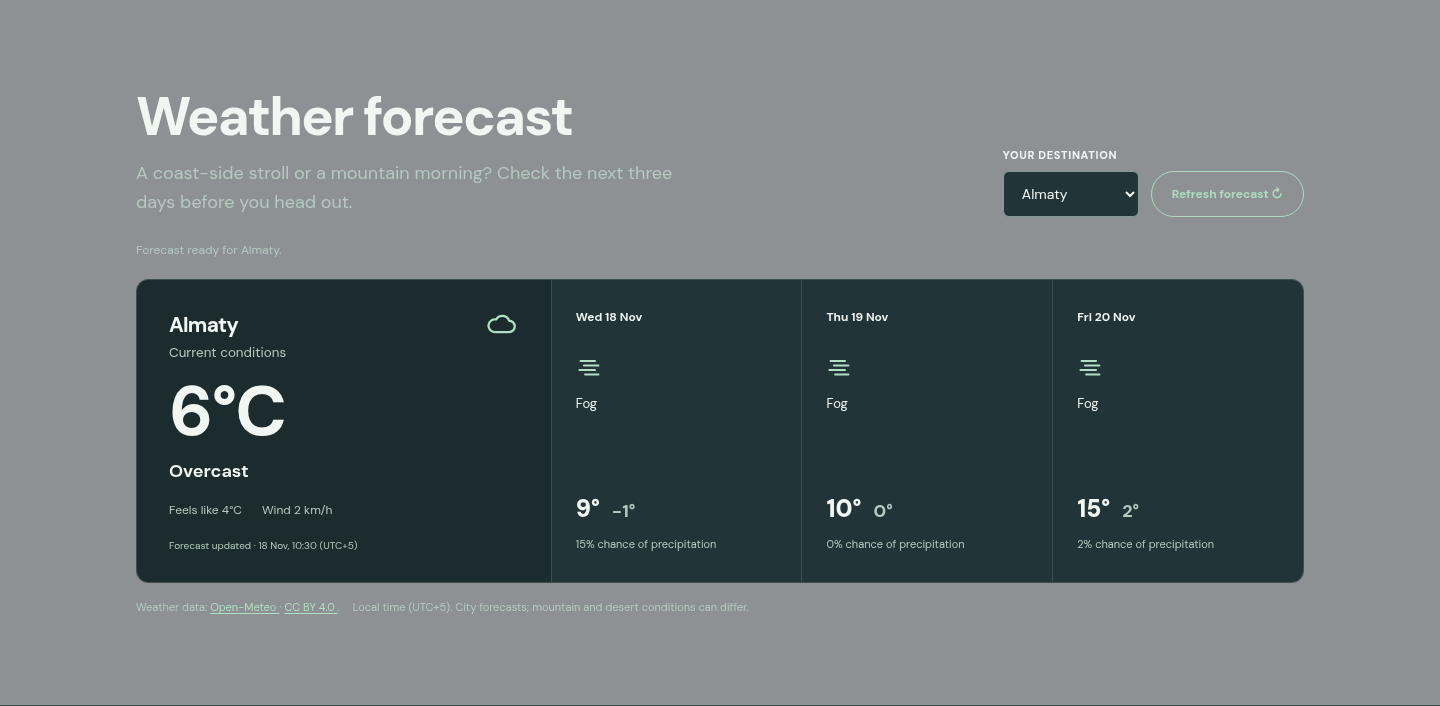 Weather forecast
A coast-side stroll or a mountain morning? Check the next three
days before you head out.
YOUR DESTINATION
Almaty
Refresh forecast ↻
Forecast ready for Almaty.
Almaty
Current conditions
6°C
Overcast
Feels like 4°C Wind 2 km/h
Forecast updated · 18 Nov, 10:30 (UTC+5)
Wed 18 Nov
Fog
9° -1°
15% chance of precipitation
Thu 19 Nov
Fog
10° 0°
0% chance of precipitation
Fri 20 Nov
Fog
15° 2°
2% chance of precipitation
Weather data: Open-Meteo · CC BY 4.0 . Local time (UTC+5). City forecasts; mountain and desert conditions can differ.